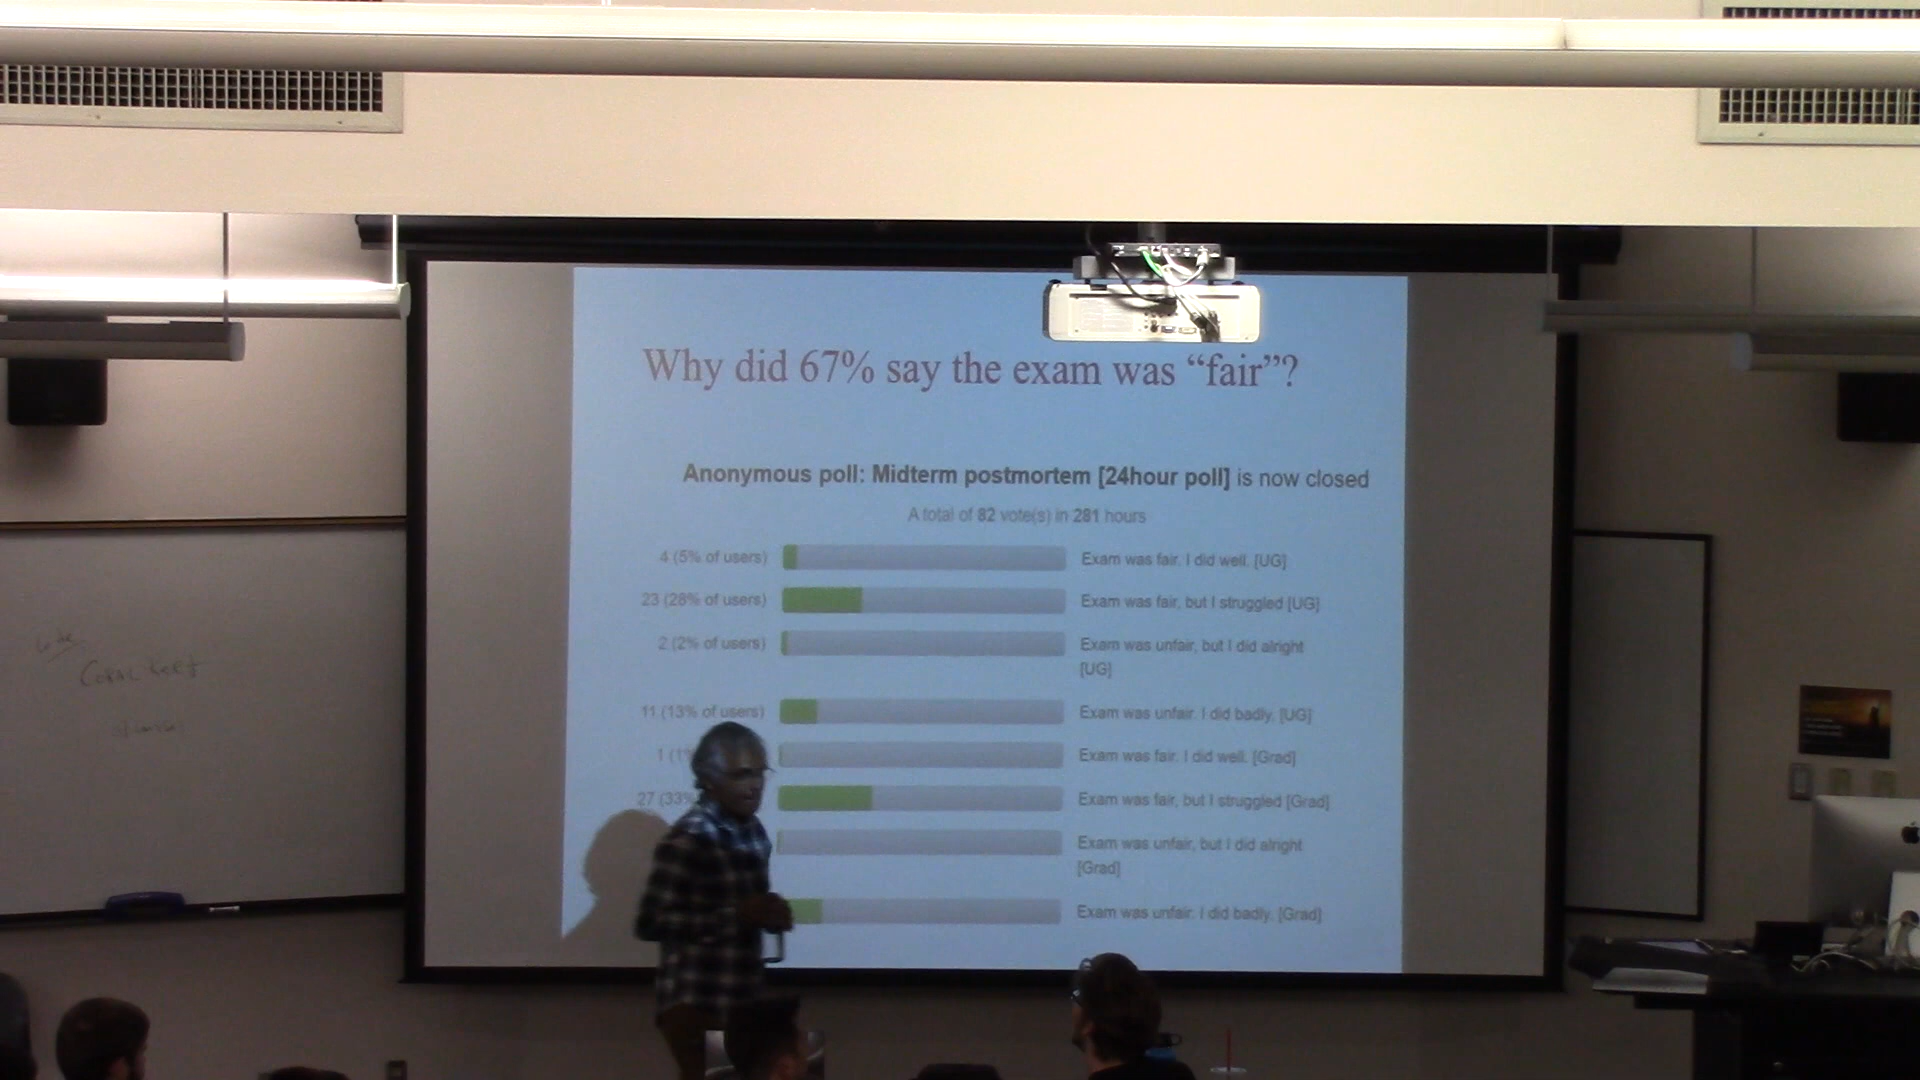 Why did 67% say the exam was “fair”?
Anonymous poll: Midterm postmortem [24hour poll] is now closed
A total of 82 vote(s) in 281 hours
4 (5% of users) Exam was fair. I did well. [UG]
23 (28% of users) Exam was fair, but I struggled [UG]
2 (2% of users) Exam was unfair, but I did alright
[UG]
11 (13% of users) Exam was unfair. I did badly. [UG]
1 (1% Exam was fair. I did well. [Grad]
27 (33% Exam was fair, but I struggled [Grad]
Exam was unfair, but I did alright
[Grad]
Exam was unfair. I did badly. [Grad]
Coral Reef